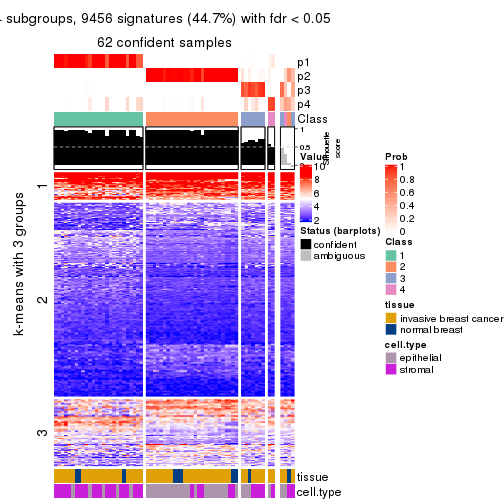 subgroups, 9456 signatures (44.7%) with fdr < 0.05
62 confident samples
p1
p2
p3
p4
Class
1
0.5
0
Silhouette
score
Value
10
8
6
4
2
Status (barplots)
confident
ambiguous
Prob
1
0.8
0.6
0.4
0.2
0
Class
1
2
3
4
tissue
invasive breast cancer
normal breast
cell.type
epithelial
stromal
k-means with 3 groups
1
2
3
tissue
cell.type